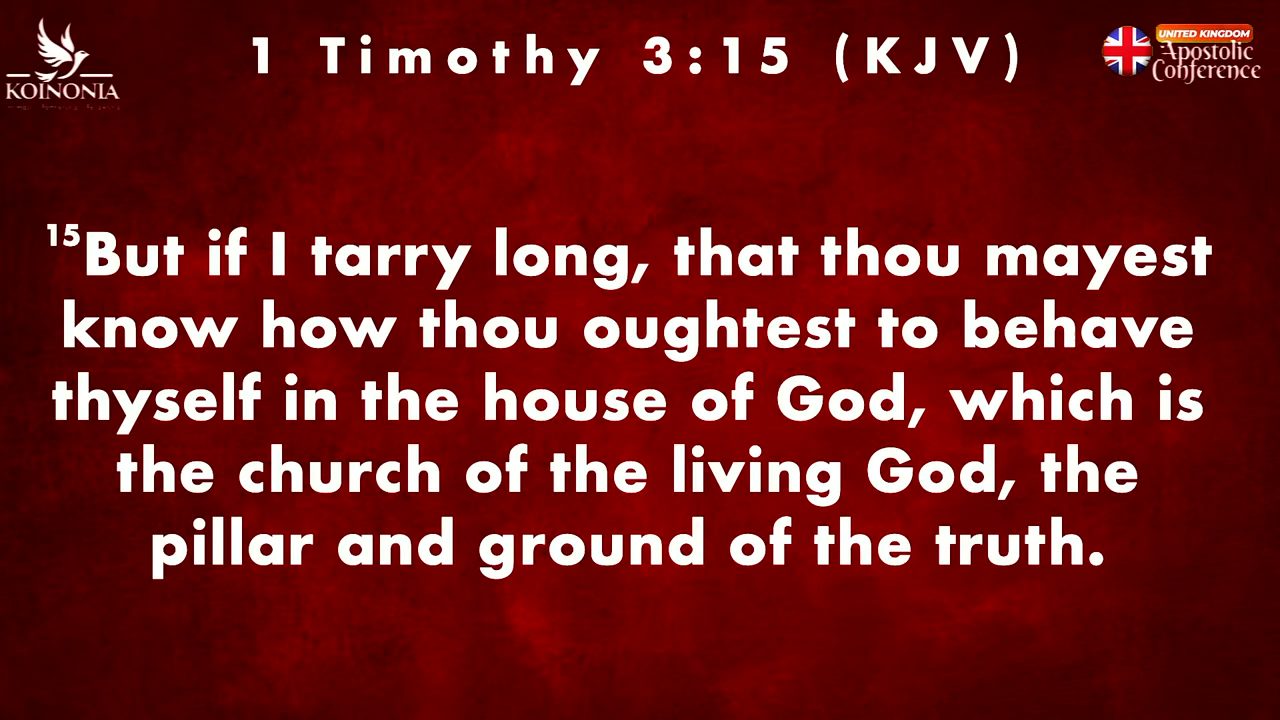 KOINONIA
1 Timothy 3:15 (KJV)
UNITED KINGDOM
Apostolic
Conference
15But if I tarry long, that thou mayest
know how thou oughtest to behave
thyself in the house of God, which is
the church of the living God, the
pillar and ground of the truth.